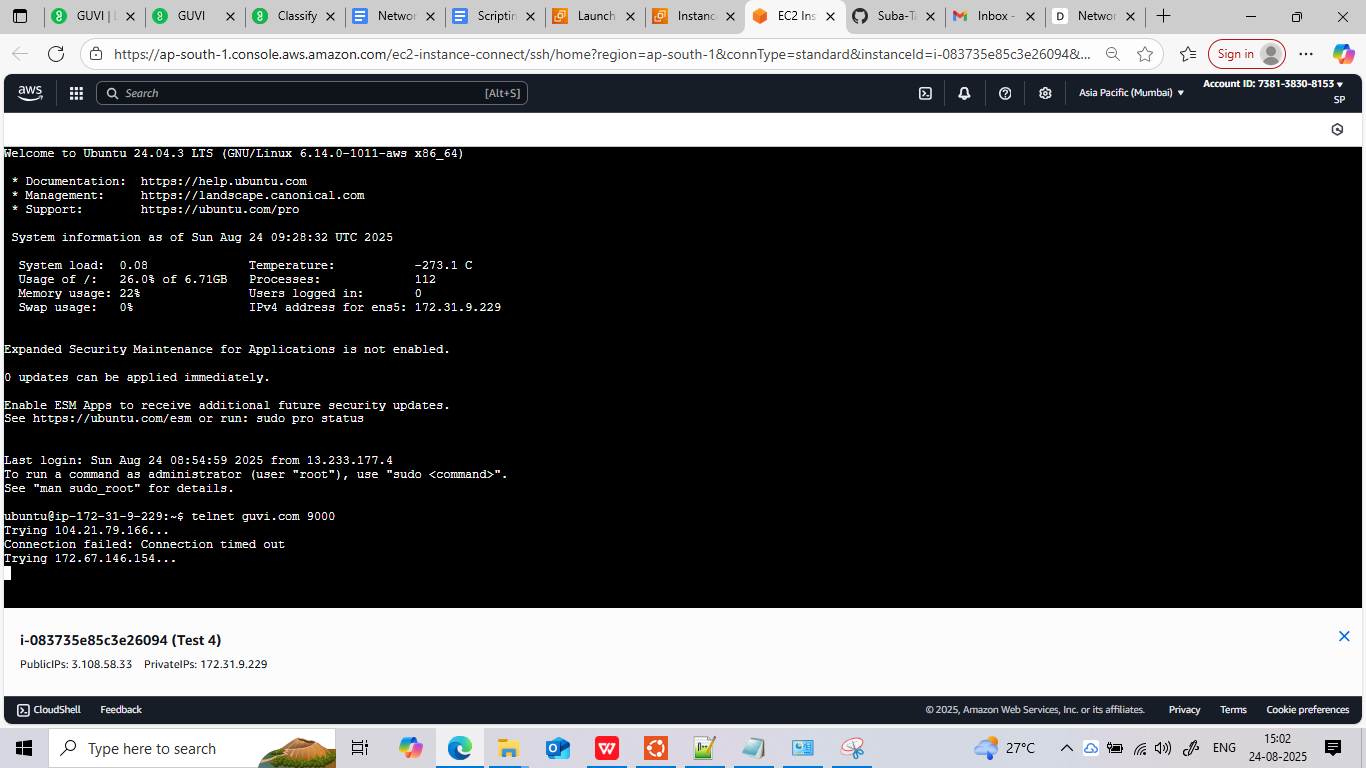 GUVI | L
GUVI
Classify
Networ
Scriptin
Launch
Instanc
EC2 Ins
Suba-Ta
Inbox -
Networ
https://ap-south-1.console.aws.amazon.com/ec2-instance-connect/ssh/home?region=ap-south-1&connType=standard&instanceId=i-083735e85c3e26094&...
Sign in
aws
Search
[Alt+S]
Asia Pacific (Mumbai)
Account ID: 7381-3830-8153
SP
Welcome to Ubuntu 24.04.3 LTS (GNU/Linux 6.14.0-1011-aws x86_64)
* Documentation: https://help.ubuntu.com
* Management: https://landscape.canonical.com
* Support: https://ubuntu.com/pro
System information as of Sun Aug 24 09:28:32 UTC 2025
System load: 0.08 Temperature: -273.1 C
Usage of /: 26.0% of 6.71GB Processes: 112
Memory usage: 22% Users logged in: 0
Swap usage: 0% IPv4 address for ens5: 172.31.9.229
Expanded Security Maintenance for Applications is not enabled.
0 updates can be applied immediately.
Enable ESM Apps to receive additional future security updates.
See https://ubuntu.com/esm or run: sudo pro status
Last login: Sun Aug 24 08:54:59 2025 from 13.233.177.4
To run a command as administrator (user "root"), use "sudo <command>".
See "man sudo_root" for details.
ubuntu@ip-172-31-9-229:~$ telnet guvi.com 9000
Trying 104.21.79.166...
Connection failed: Connection timed out
Trying 172.67.146.154...
i-083735e85c3e26094 (Test 4)
PublicIPs: 3.108.58.33 PrivateIPs: 172.31.9.229
CloudShell
Feedback
© 2025, Amazon Web Services, Inc. or its affiliates.
Privacy
Terms
Cookie preferences
Type here to search
27°C
ENG
15:02
24-08-2025